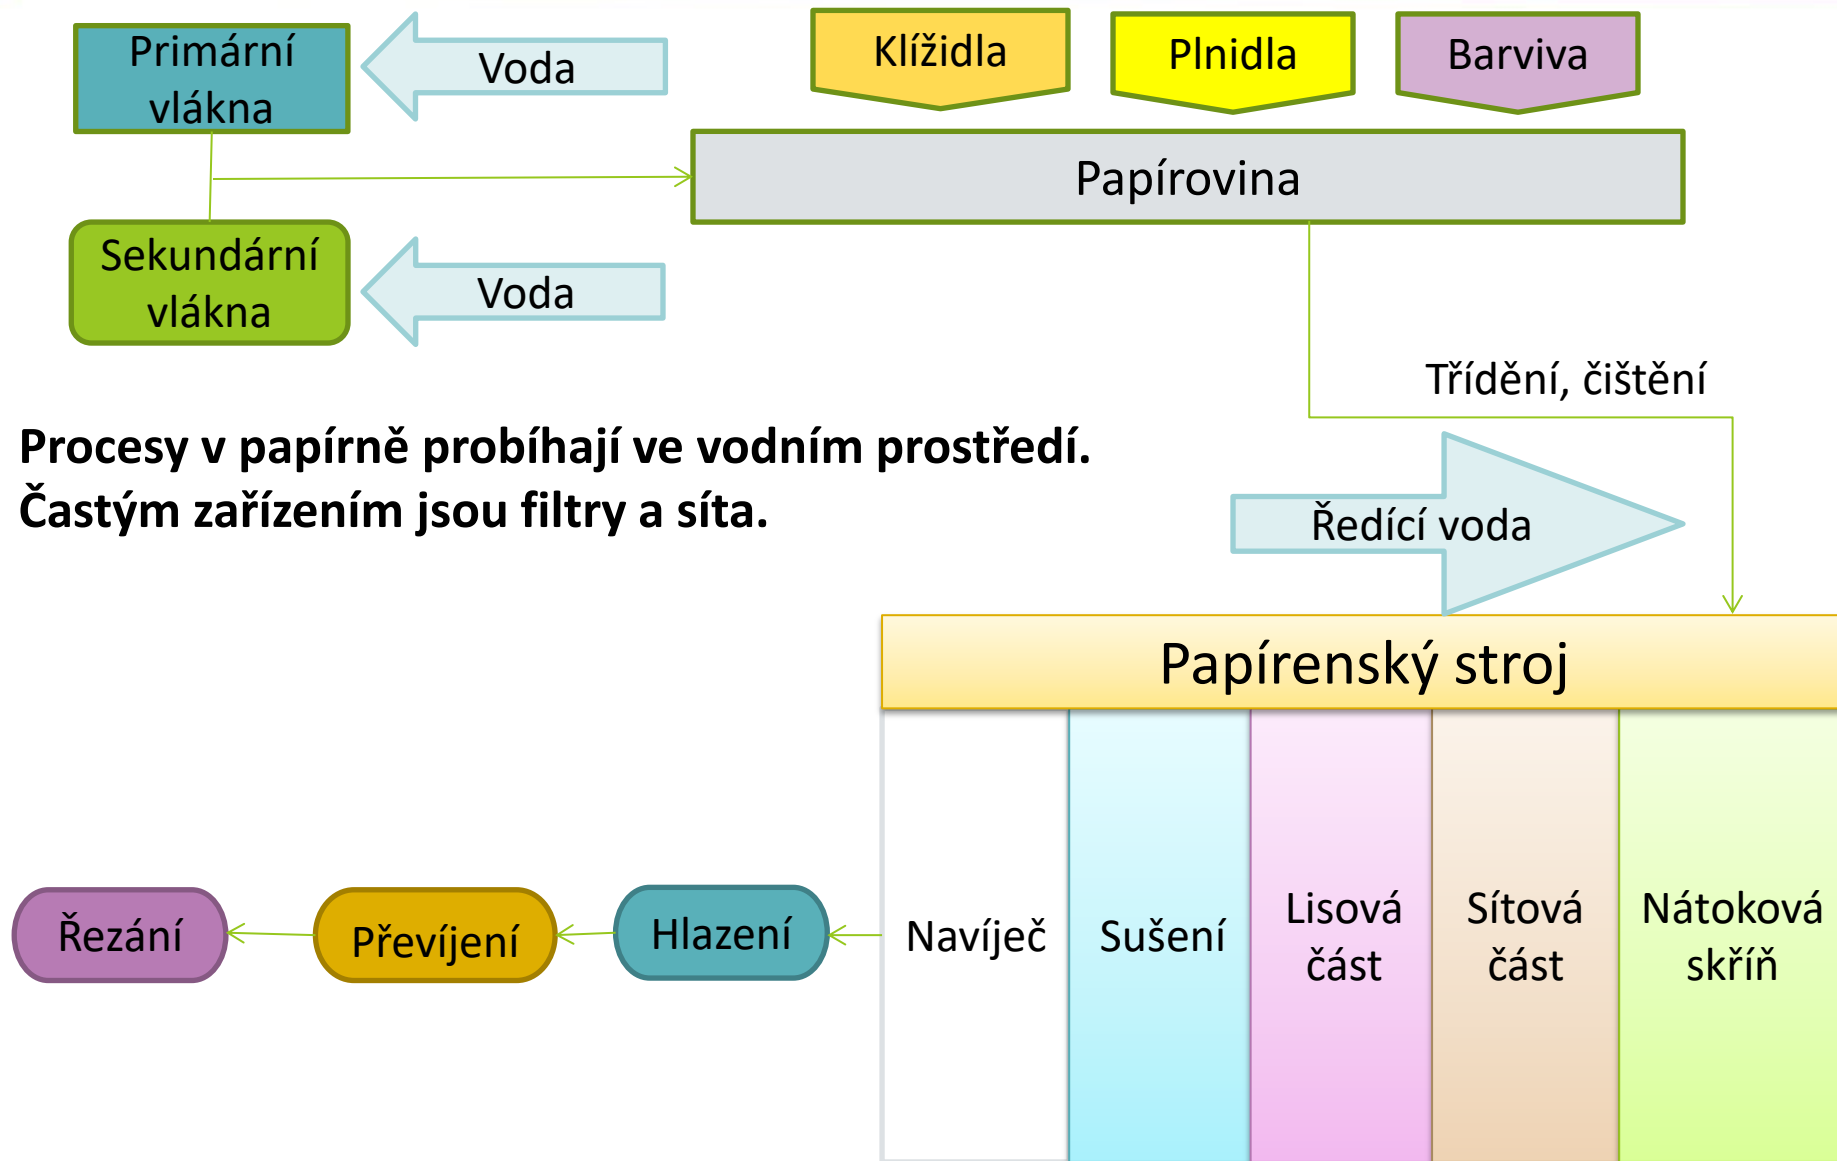 Primární
vlákna
Voda
Klížidla
Plnidla
Barviva
Papírovina
Sekundární
vlákna
Voda
Třídění, čištění
Procesy v papírně probíhají ve vodním prostředí.
Častým zařízením jsou filtry a síta.
Ředící voda
Papírenský stroj
Řezání
Převíjení
Hlazení
Navíječ
Sušení
Lisová
část
Sítová
část
Nátoková
skříň